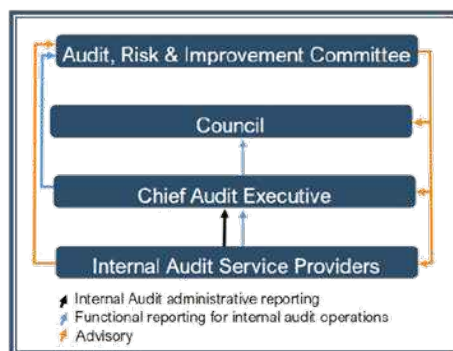 Audit, Risk & Improvement Committee
Council
Chief Audit Executive
Internal Audit Service Providers
Internal Audit administrative reporting
Functional reporting for internal audit operations
Advisory